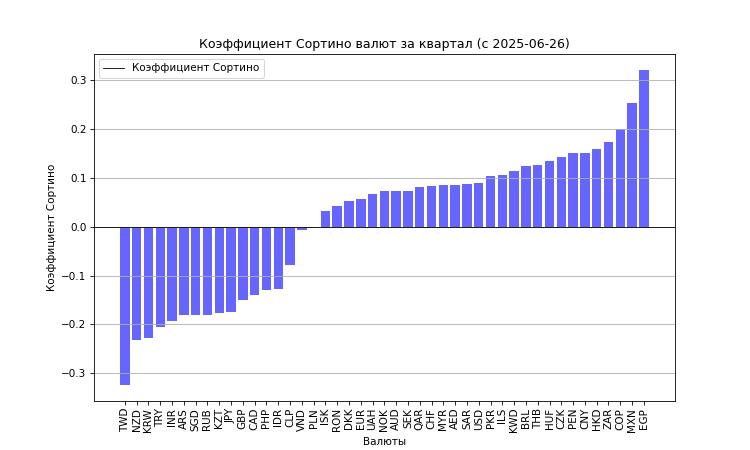 Коэффициент Сортино валют за квартал (с 2025-06-26)
Коэффициент Сортино
Коэффициент Сортино
0.3
0.2
0.1
0.0
−0.1
−0.2
−0.3
TWD
NZD
KRW
TRY
INR
ARS
SGD
RUB
KZT
JPY
GBP
CAD
PHP
IDR
CLP
VND
PLN
ISK
RON
DKK
EUR
UAH
NOK
AUD
SEK
QAR
CHF
MYR
AED
SAR
USD
PKR
ILS
KWD
BRL
THB
HUF
CZK
PEN
CNY
HKD
ZAR
COP
MXN
EGP
Валюты